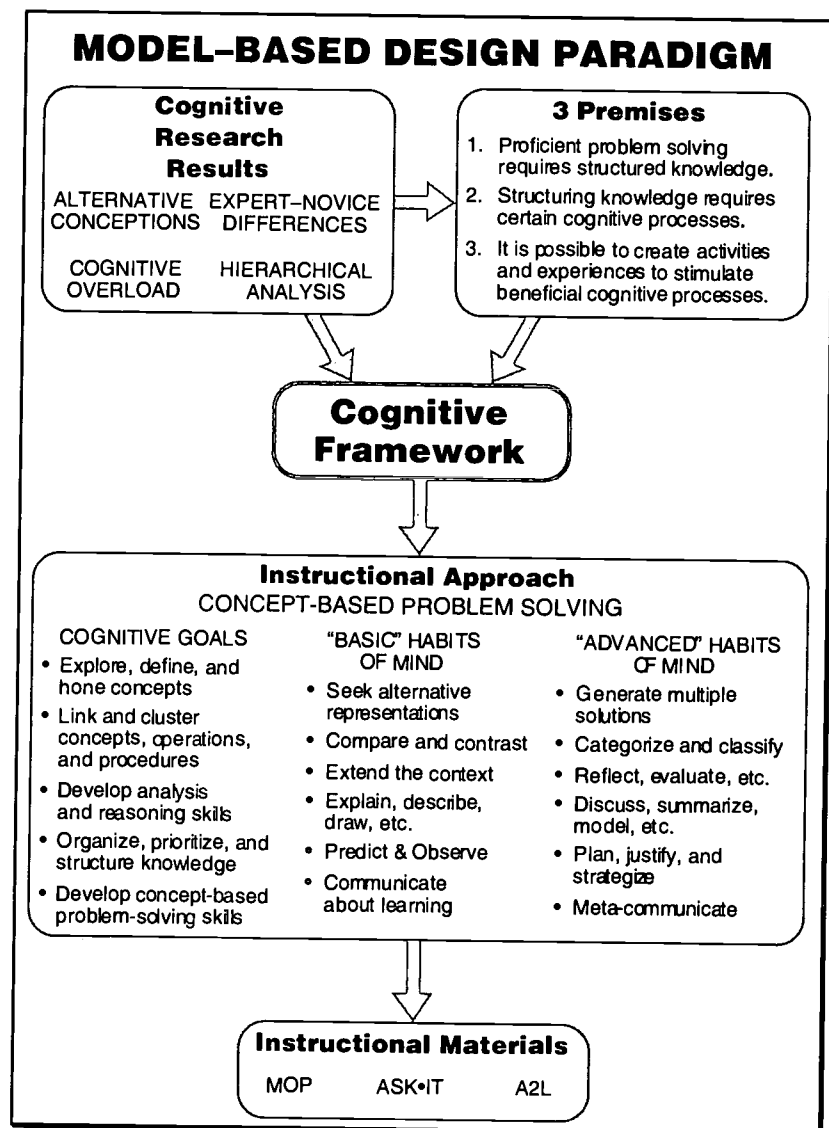 MODEL–BASED DESIGN PARADIGM
Cognitive
Research
Results
ALTERNATIVE CONCEPTIONS
EXPERT–NOVICE DIFFERENCES
COGNITIVE OVERLOAD
HIERARCHICAL ANALYSIS
3 Premises
1. Proficient problem solving
requires structured knowledge.
2. Structuring knowledge requires
certain cognitive processes.
3. It is possible to create activities
and experiences to stimulate
beneficial cognitive processes.
Cognitive
Framework
Instructional Approach
CONCEPT-BASED PROBLEM SOLVING
COGNITIVE GOALS
• Explore, define, and
hone concepts
• Link and cluster
concepts, operations,
and procedures
• Develop analysis
and reasoning skills
• Organize, prioritize, and
structure knowledge
• Develop concept-based
problem-solving skills
“BASIC” HABITS
OF MIND
• Seek alternative
representations
• Compare and contrast
• Extend the context
• Explain, describe,
draw, etc.
• Predict & Observe
• Communicate
about learning
“ADVANCED” HABITS
OF MIND
• Generate multiple
solutions
• Categorize and classify
• Reflect, evaluate, etc.
• Discuss, summarize,
model, etc.
• Plan, justify, and
strategize
• Meta-communicate
Instructional Materials
MOP ASK•IT A2L